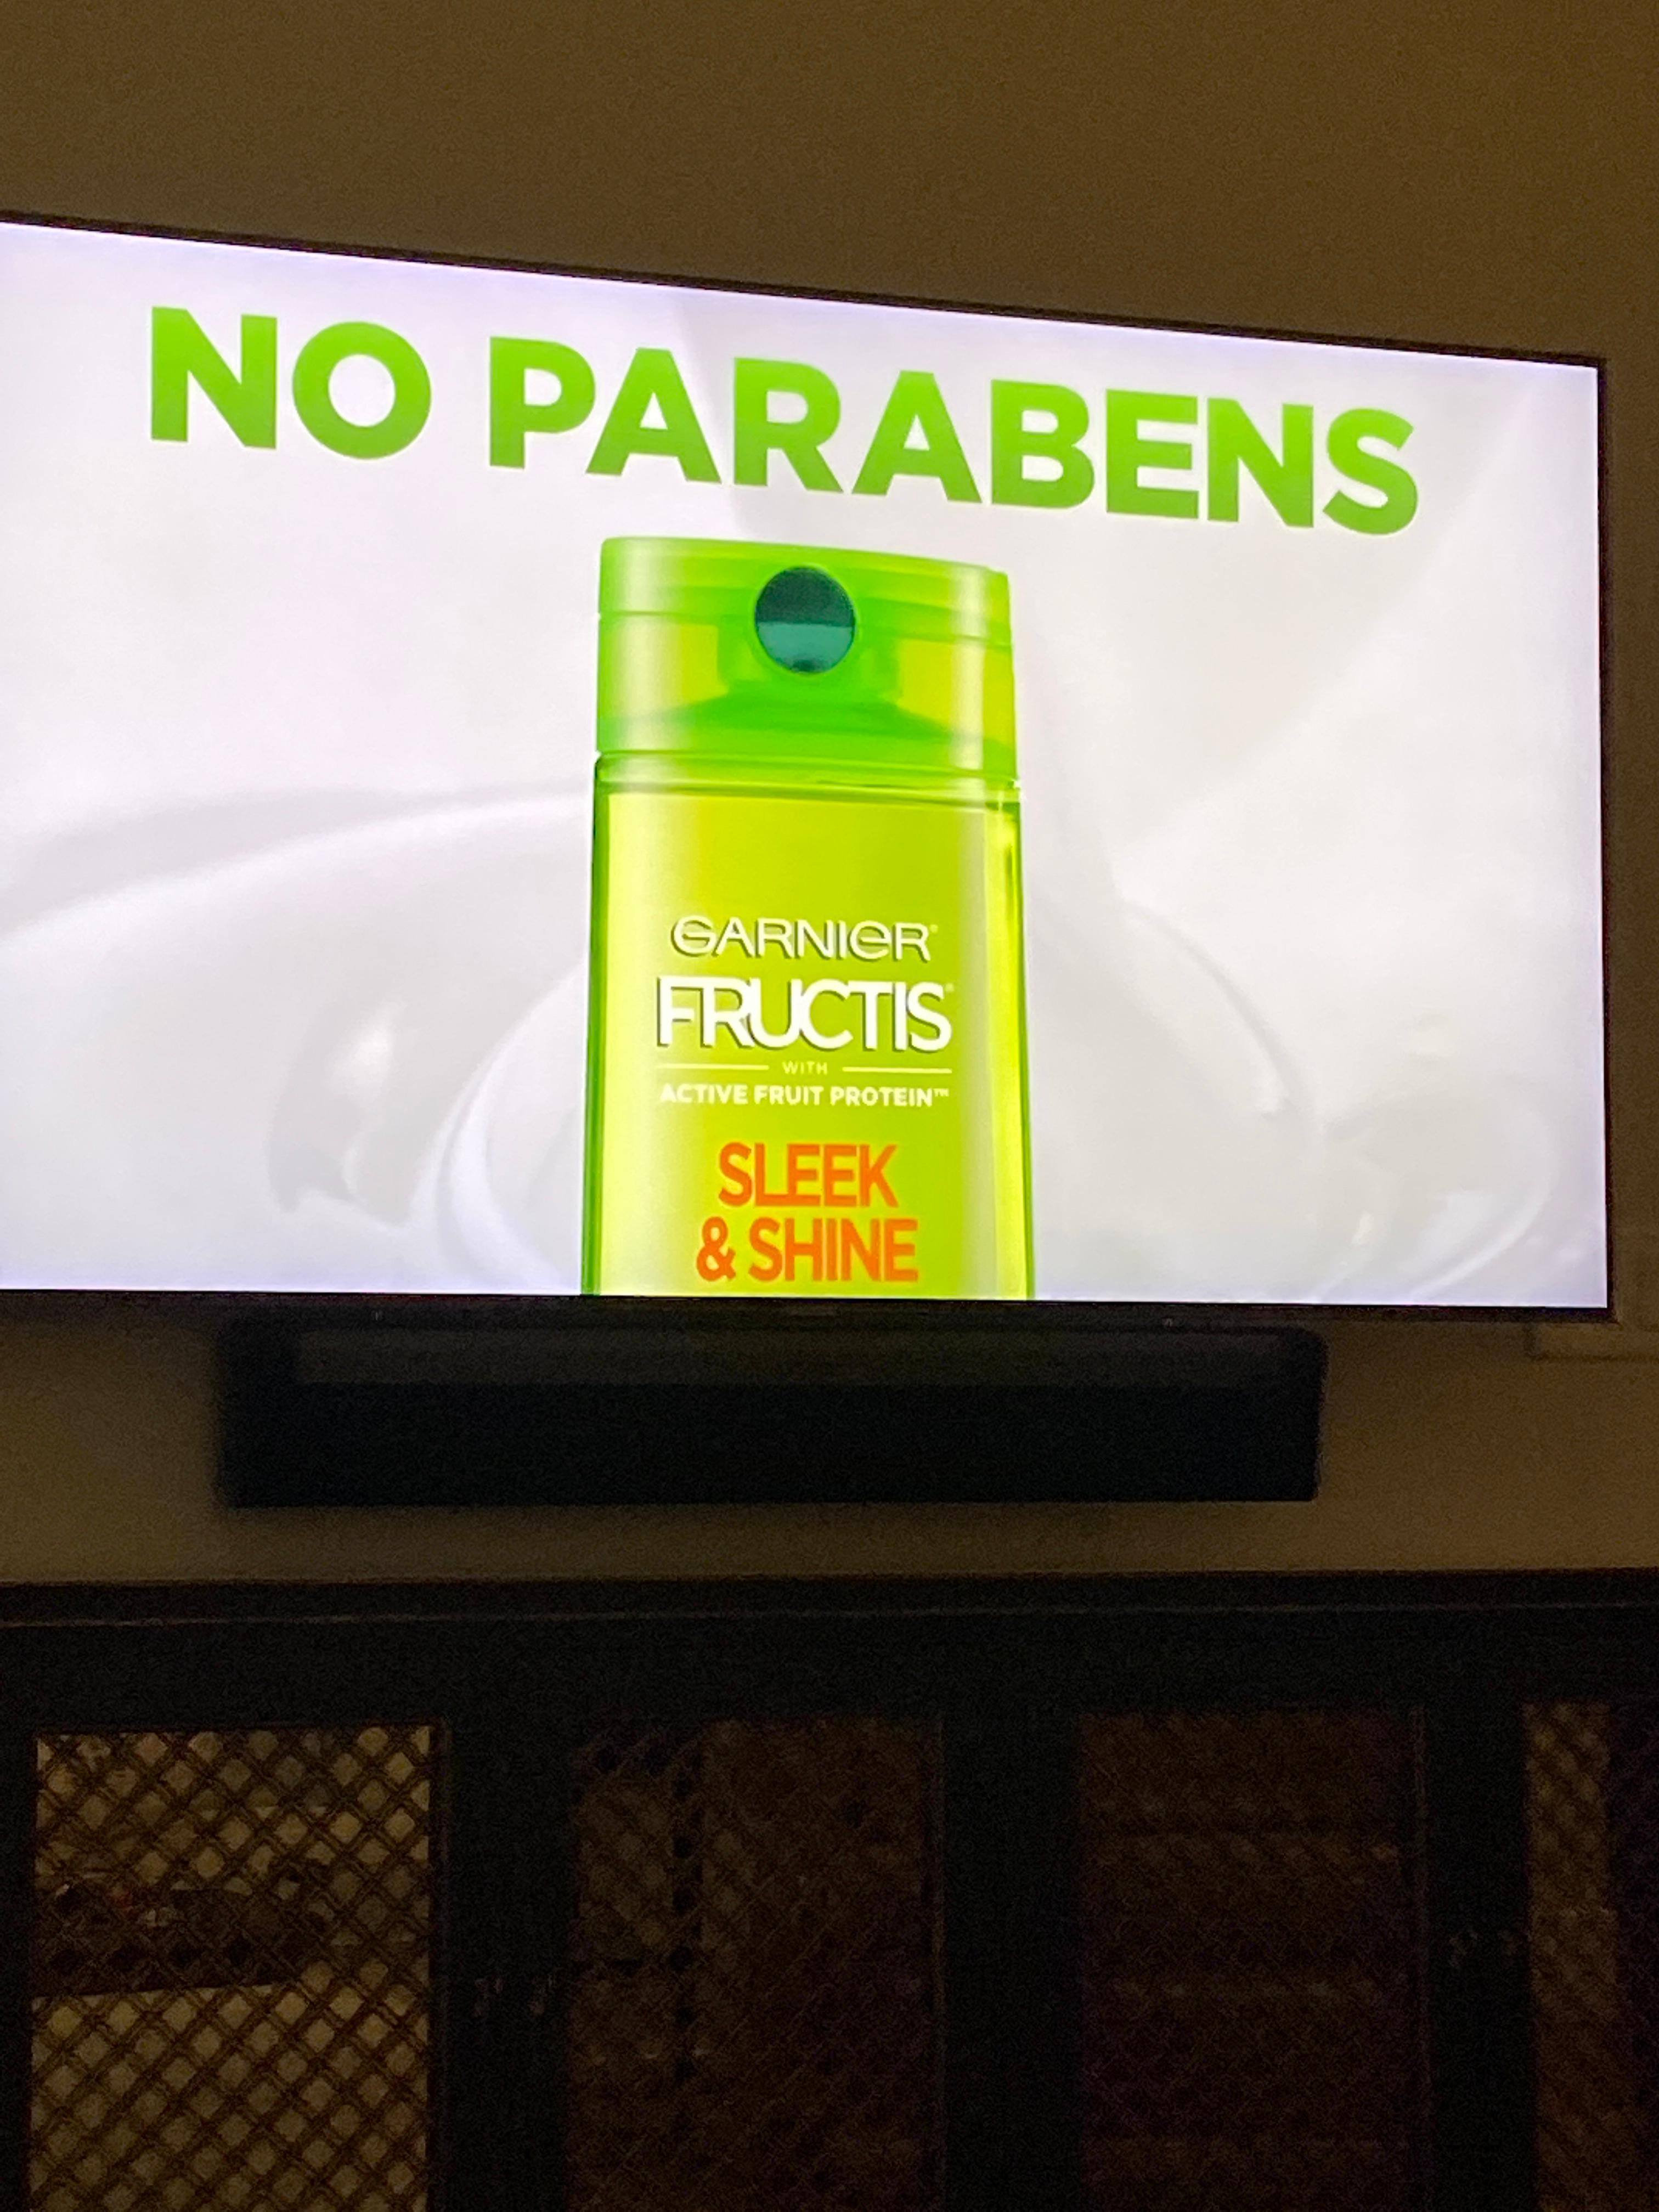 NO PARABENS
GARNIER®
FRUCTIS®
WITH
ACTIVE FRUIT PROTEIN™
SLEEK
& SHINE